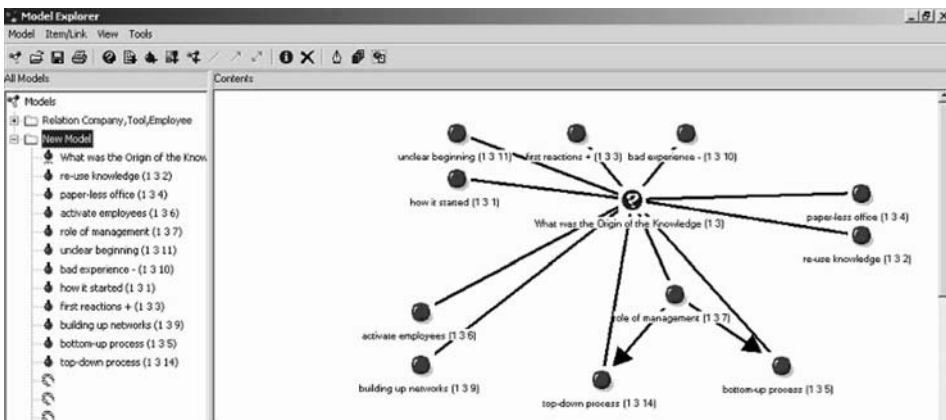 Model Explorer
Model Item/Link View Tools
All Models
Contents
Models
Relation Company,Tool,Employee
New Model
What was the Origin of the Know
re-use knowledge (1 3 2)
paper-less office (1 3 4)
activate employees (1 3 6)
role of management (1 3 7)
unclear beginning (1 3 11)
bad experience - (1 3 10)
how it started (1 3 1)
first reactions + (1 3 3)
building up networks (1 3 9)
bottom-up process (1 3 5)
top-down process (1 3 14)
unclear beginning (1 3 11)
first reactions + (1 3 3)
bad experience - (1 3 10)
how it started (1 3 1)
What was the Origin of the Knowledge (1 3)
paper-less office (1 3 4)
re-use knowledge (1 3 2)
role of management (1 3 7)
activate employees (1 3 6)
building up networks (1 3 9)
top-down process (1 3 14)
bottom-up process (1 3 5)